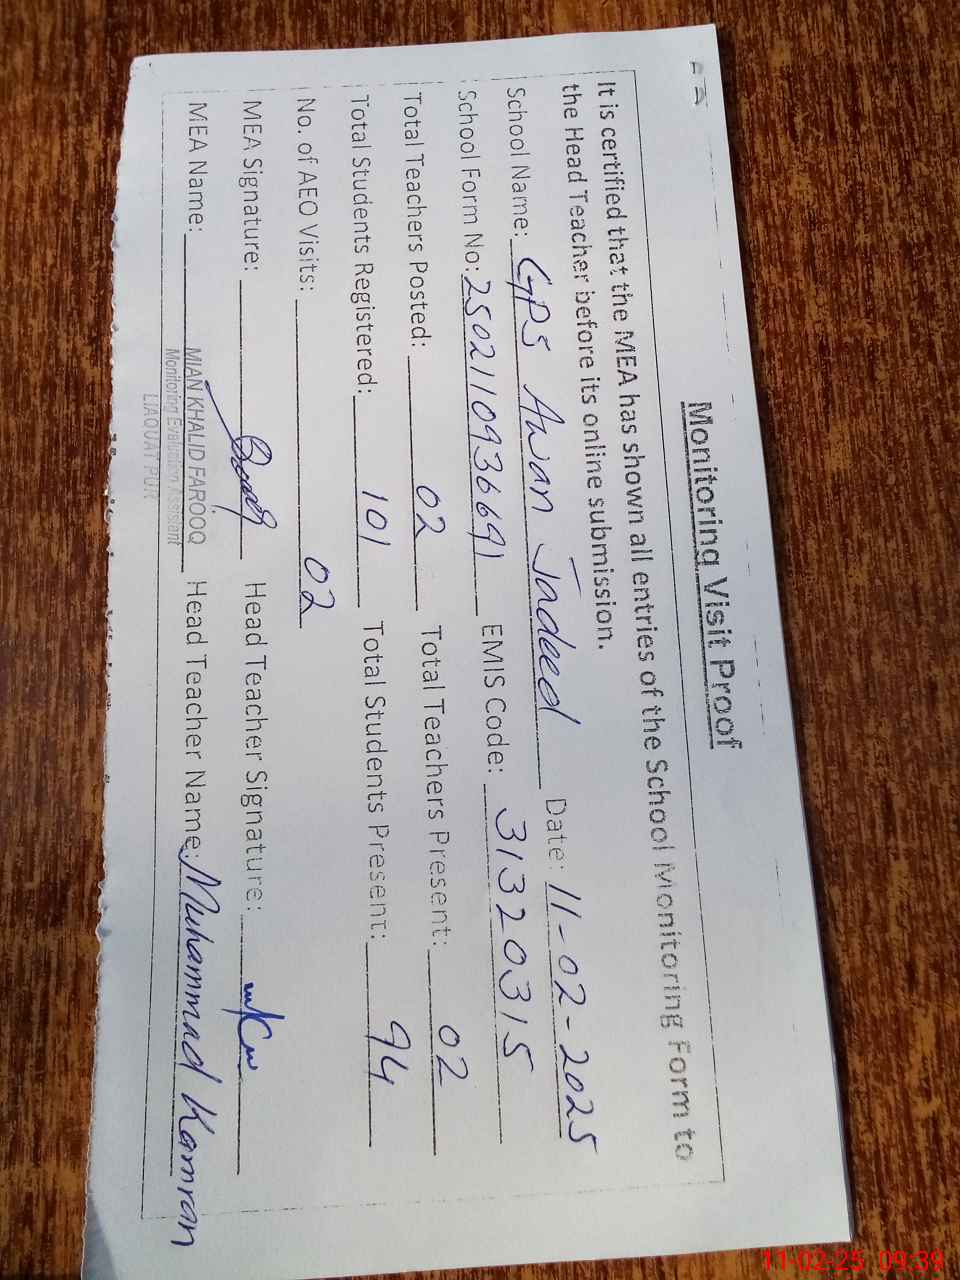 Monitoring Visit Proof
It is certified that the MEA has shown all entries of the School Monitoring Form to
the Head Teacher before its online submission.
School Name: GPS Awan Jadeed Date: 11-02-2025
School Form No: 25021109366691 EMIS Code: 31320315
Total Teachers Posted: 02 Total Teachers Present: 02
Total Students Registered: 101 Total Students Present: 94
No. of AEO Visits: 02
MEA Signature: Head Teacher Signature:
MEA Name: MIAN KHALID FAROOQ Head Teacher Name: Muhammad Kamran
Monitoring Evaluation Assistant
LIAQUAT PUR
11-02-25 09:39